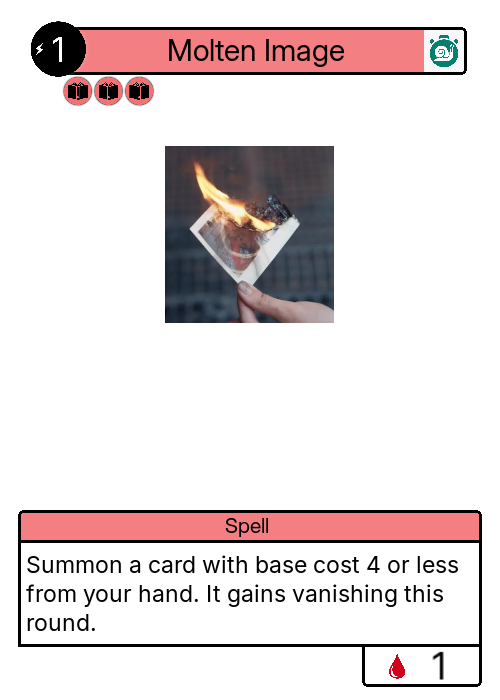 1
Molten Image
Spell
Summon a card with base cost 4 or less
from your hand. It gains vanishing this
round.
1